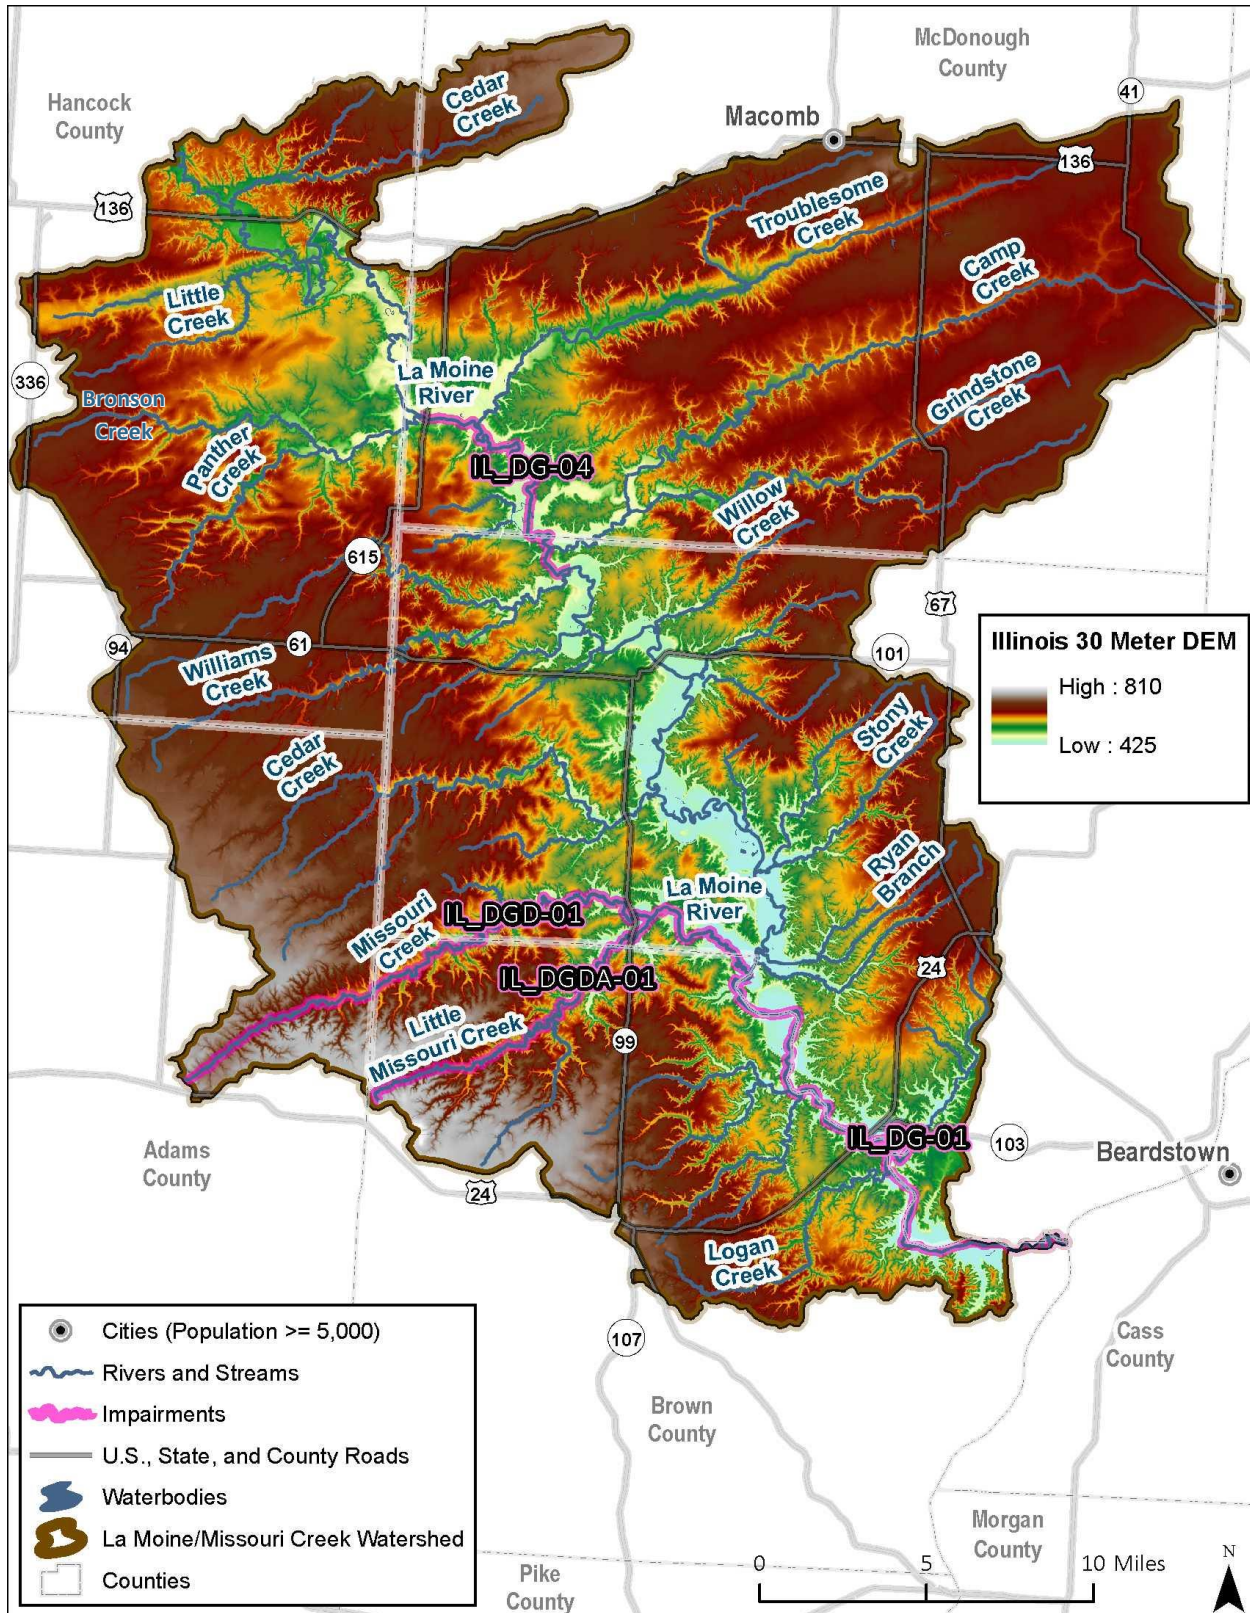 McDonough
County
41
Hancock
County
Cedar
Creek
Macomb
136
136
Troublesome
Creek
Camp
Creek
Little
Creek
336
La Moine
River
Grindstone
Creek
Bronson
Creek
Panther
Creek
IL_DG-04
Willow
Creek
615
67
94
61
101
Illinois 30 Meter DEM
High : 810
Low : 425
Williams
Creek
Stony
Creek
Cedar
Creek
Ryan
Branch
La Moine
River
Missouri
Creek
IL_DGD-01
IL_DGDA-01
24
Little
Missouri Creek
99
IL_DG-01
103
Adams
County
Beardstown
24
Logan
Creek
107
Cass
County
Brown
County
Morgan
County
Pike
County
Cities (Population >= 5,000)
Rivers and Streams
Impairments
U.S., State, and County Roads
Waterbodies
La Moine/Missouri Creek Watershed
Counties
0 5 10 Miles
N